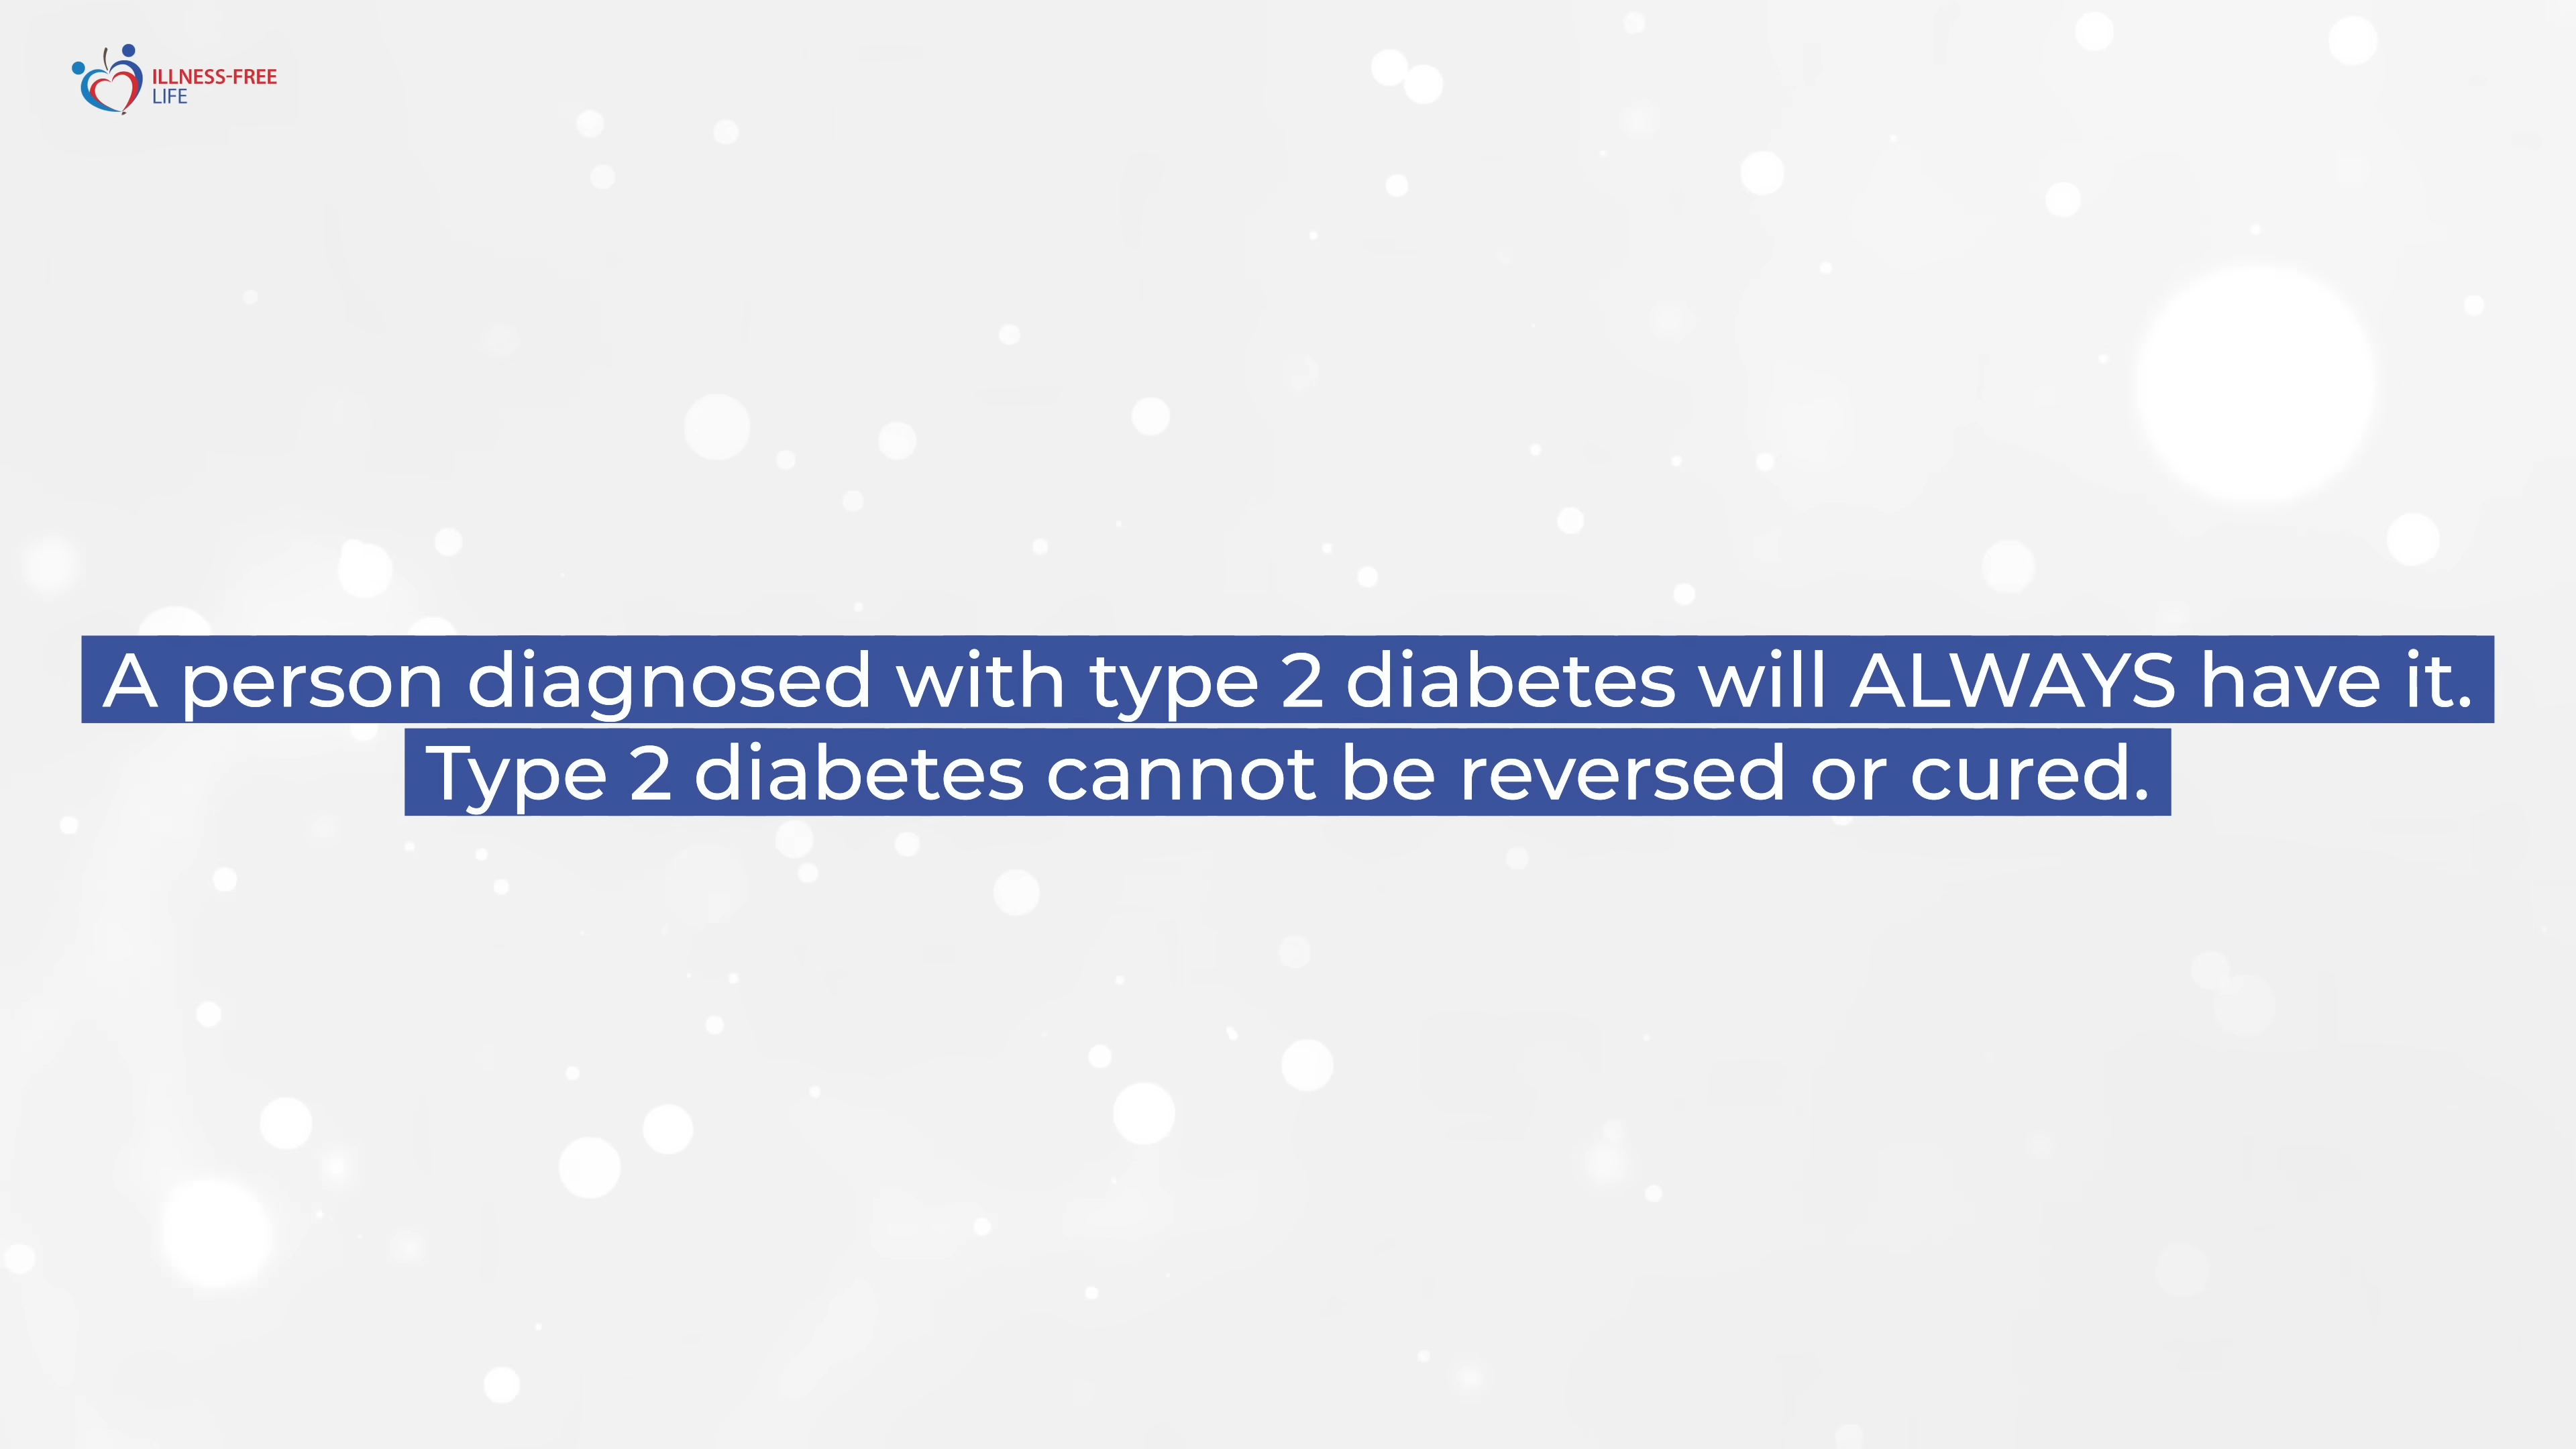 ILLNESS-FREE
LIFE
A person diagnosed with type 2 diabetes will ALWAYS have it.
Type 2 diabetes cannot be reversed or cured.